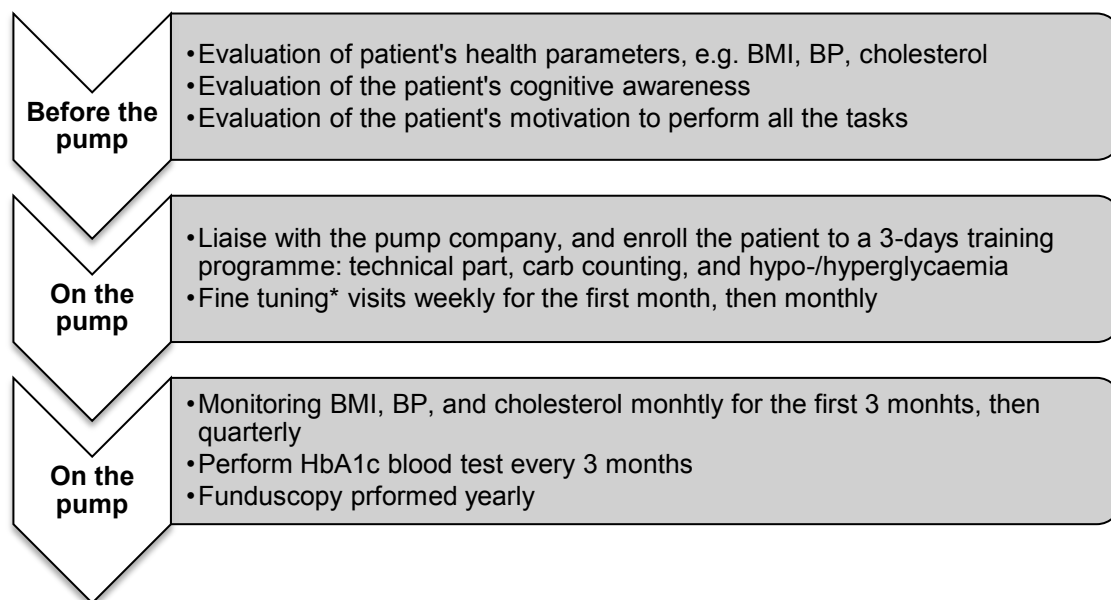 Before the
pump
•Evaluation of patient's health parameters, e.g. BMI, BP, cholesterol
•Evaluation of the patient's cognitive awareness
•Evaluation of the patient's motivation to perform all the tasks
On the
pump
•Liaise with the pump company, and enroll the patient to a 3-days training
programme: technical part, carb counting, and hypo-/hyperglycaemia
•Fine tuning* visits weekly for the first month, then monthly
On the
pump
•Monitoring BMI, BP, and cholesterol monhtly for the first 3 monhts, then
quarterly
•Perform HbA1c blood test every 3 months
•Funduscopy prformed yearly